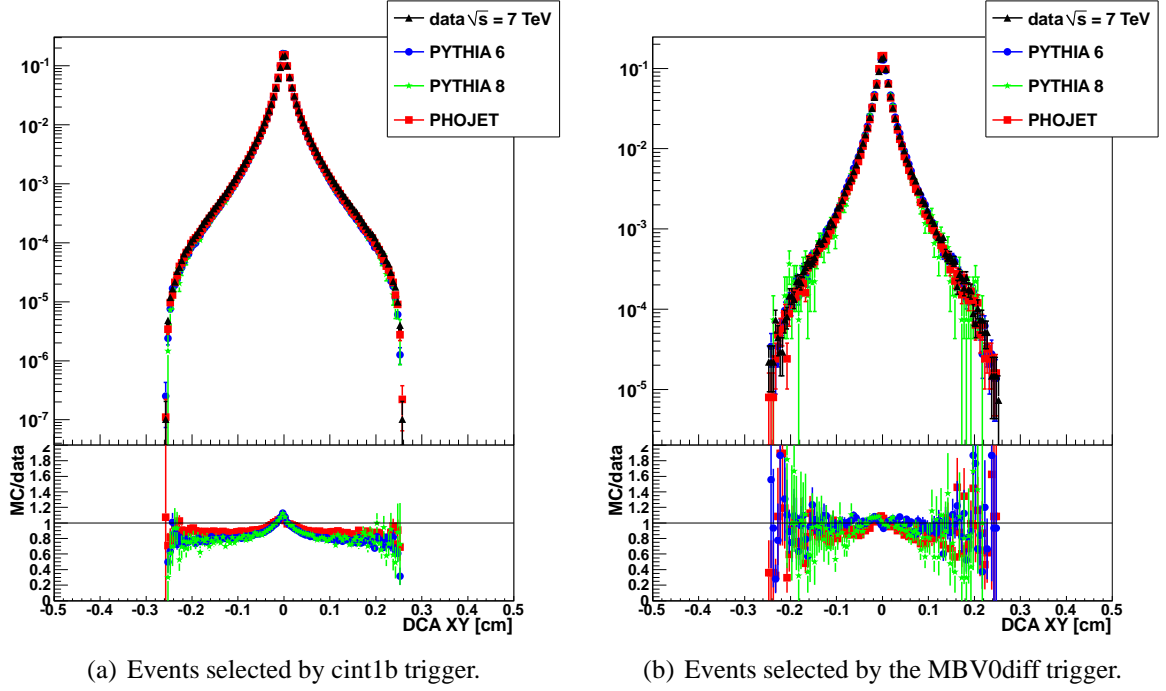 data √s = 7 TeV
PYTHIA 6
PYTHIA 8
PHOJET
10-1
10-2
10-3
10-4
10-5
10-6
10-7
MC/data
2
1.8
1.6
1.4
1.2
1
0.8
0.6
0.4
0.2
0
-0.5 -0.4 -0.3 -0.2 -0.1 0 0.1 0.2 0.3 0.4 0.5
DCA XY [cm]
(a) Events selected by cint1b trigger.
data √s = 7 TeV
PYTHIA 6
PYTHIA 8
PHOJET
10-1
10-2
10-3
10-4
10-5
MC/data
2
1.8
1.6
1.4
1.2
1
0.8
0.6
0.4
0.2
0
-0.5 -0.4 -0.3 -0.2 -0.1 0 0.1 0.2 0.3 0.4 0.5
DCA XY [cm]
(b) Events selected by the MBV0diff trigger.